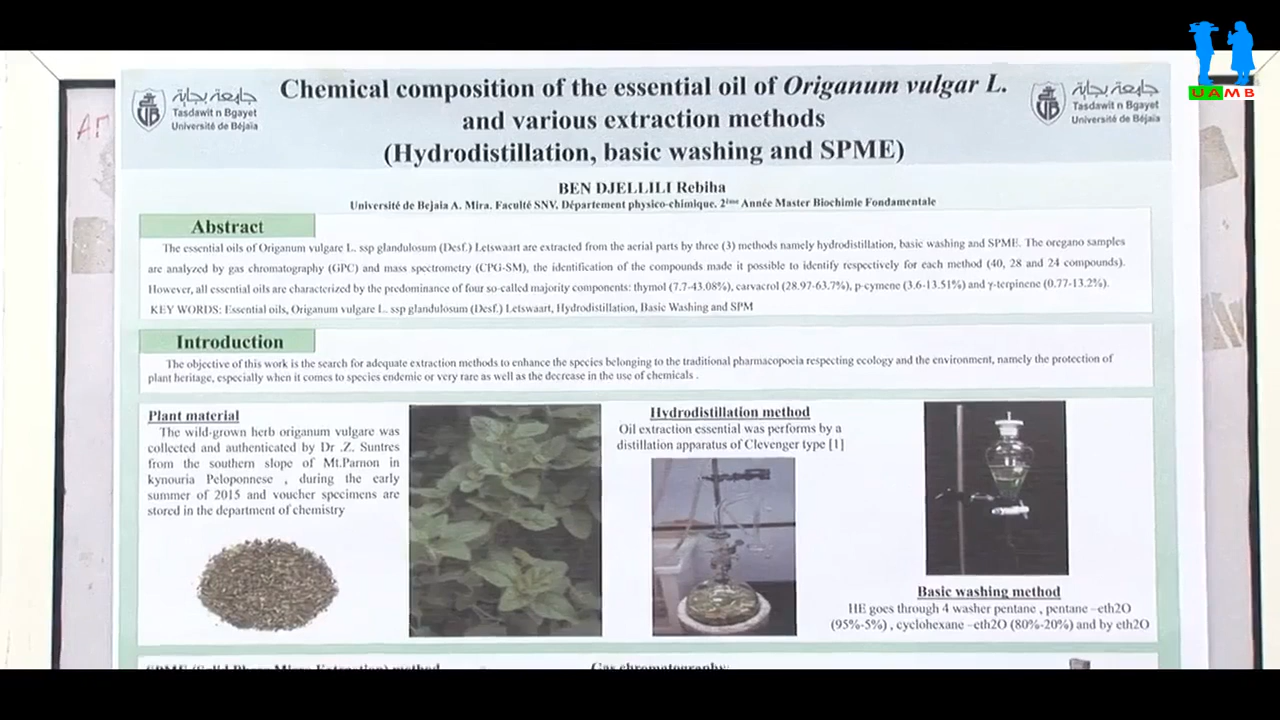 UAMB
جامعة بجاية
Tasdawit n Bgayet
Université de Béjaïa
Chemical composition of the essential oil of Origanum vulgar L.
and various extraction methods
(Hydrodistillation, basic washing and SPME)
جامعة بجاية
Tasdawit n Bgayet
Université de Béjaïa
BEN DJELLILI Rebiha
Université de Bejaia A. Mira. Faculté SNV. Département physico-chimique. 2ème Année Master Biochimie Fondamentale
Abstract
The essential oils of Origanum vulgare L. ssp glandulosum (Desf.) Letswaart are extracted from the aerial parts by three (3) methods namely hydrodistillation, basic washing and SPME. The oregano samples
are analyzed by gas chromatography (GPC) and mass spectrometry (CPG-SM), the identification of the compounds made it possible to identify respectively for each method (40, 28 and 24 compounds).
However, all essential oils are characterized by the predominance of four so-called majority components: thymol (7.7-43.08%), carvacrol (28.97-63.7%), p-cymene (3.6-13.51%) and γ-terpinene (0.77-13.2%).
KEY WORDS: Essential oils, Origanum vulgare L. ssp glandulosum (Desf.) Letswaart, Hydrodistillation, Basic Washing and SPM
Introduction
The objective of this work is the search for adequate extraction methods to enhance the species belonging to the traditional pharmacopoeia respecting ecology and the environment, namely the protection of
plant heritage, especially when it comes to species endemic or very rare as well as the decrease in the use of chemicals .
Plant material
The wild-grown herb origanum vulgare was
collected and authenticated by Dr .Z. Suntres
from the southern slope of Mt.Parnon in
kynouria Peloponnese , during the early
summer of 2015 and voucher specimens are
stored in the department of chemistry
Hydrodistillation method
Oil extraction essential was performs by a
distillation apparatus of Clevenger type [1]
Basic washing method
HE goes through 4 washer pentane , pentane –eth2O
(95%-5%) , cyclohexane –eth2O (80%-20%) and by eth2O
SPME (Solid Phase Micro Extraction) method
Gas chromatography